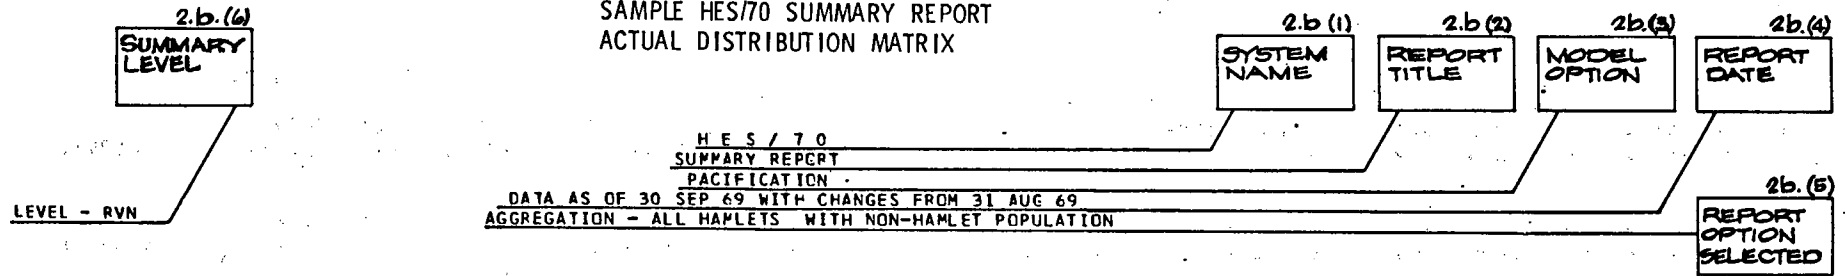 2.b.(6)
SUMMARY
LEVEL
SAMPLE HES/70 SUMMARY REPORT
ACTUAL DISTRIBUTION MATRIX
2.b (1)
SYSTEM
NAME
2.b (2)
REPORT
TITLE
2b.(3)
MODEL
OPTION
2b.(4)
REPORT
DATE
H E S / 7 0
SUMMARY REPORT
PACIFICATION
DATA AS OF 30 SEP 69 WITH CHANGES FROM 31 AUG 69
AGGREGATION - ALL HAMLETS WITH NON-HAMLET POPULATION
LEVEL - RVN
2b.(5)
REPORT
OPTION
SELECTED